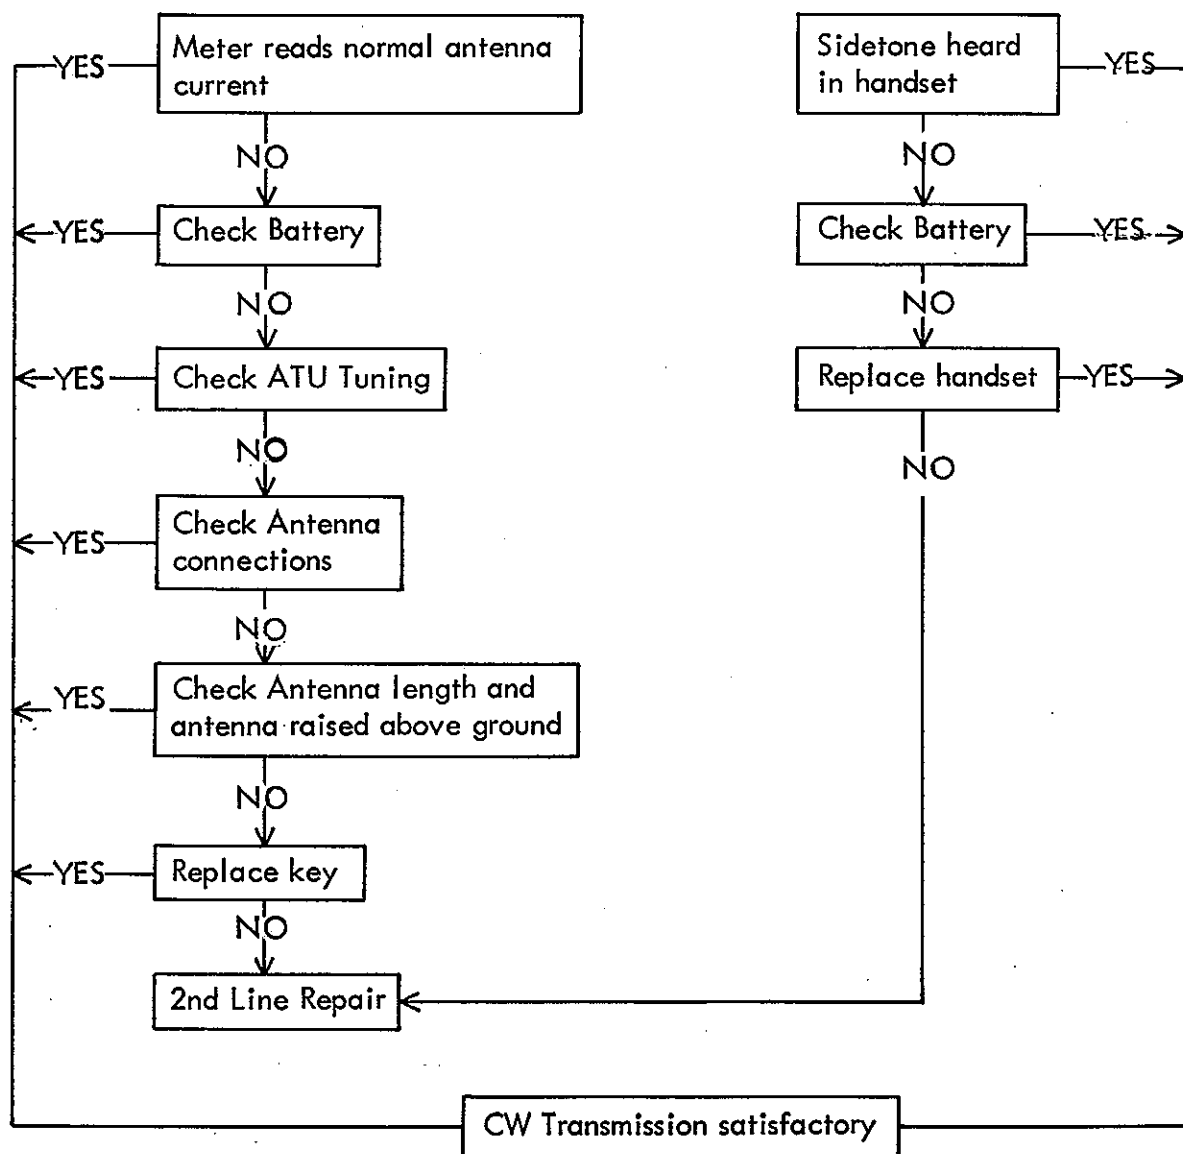 YES
Meter reads normal antenna
current
NO
YES
Check Battery
NO
YES
Check ATU Tuning
NO
YES
Check Antenna
connections
NO
YES
Check Antenna length and
antenna raised above ground
NO
YES
Replace key
NO
2nd Line Repair
Sidetone heard
in handset
YES
NO
Check Battery
YES
NO
Replace handset
YES
NO
CW Transmission satisfactory